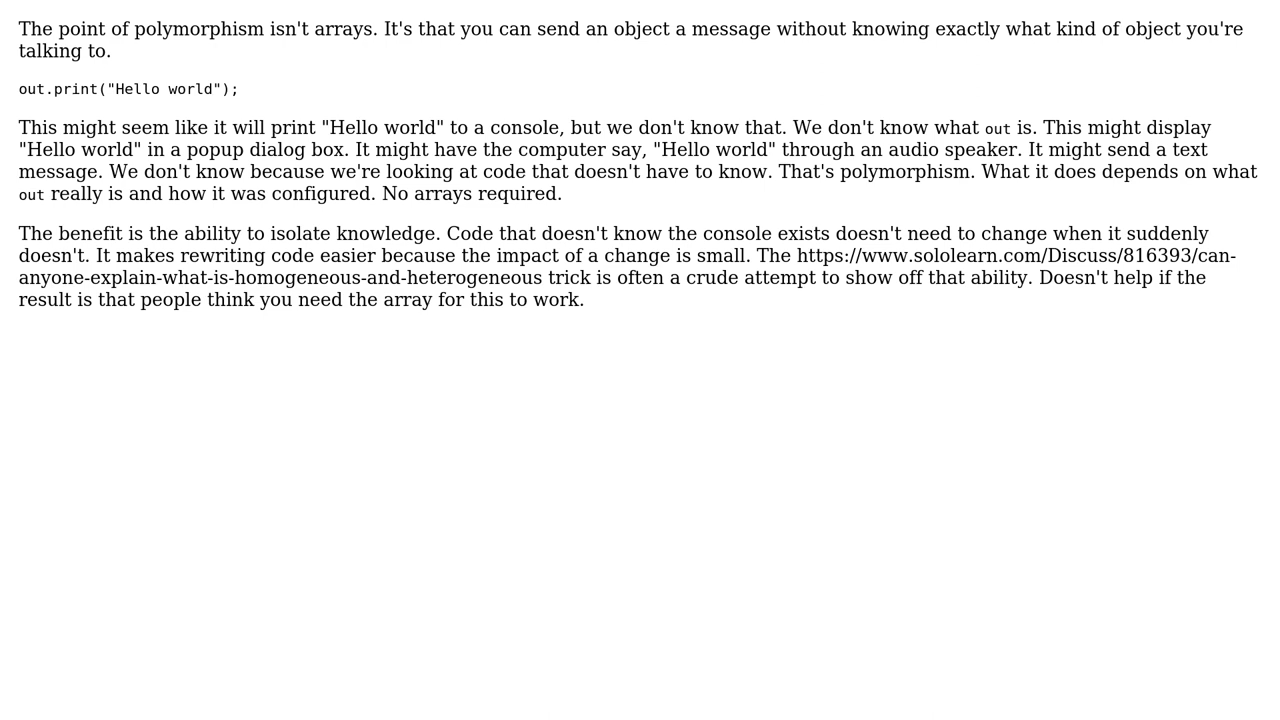 The point of polymorphism isn't arrays. It's that you can send an object a message without knowing exactly what kind of object you're
talking to.
out.print("Hello world");
This might seem like it will print "Hello world" to a console, but we don't know that. We don't know what out is. This might display
"Hello world" in a popup dialog box. It might have the computer say, "Hello world" through an audio speaker. It might send a text
message. We don't know because we're looking at code that doesn't have to know. That's polymorphism. What it does depends on what
out really is and how it was configured. No arrays required.
The benefit is the ability to isolate knowledge. Code that doesn't know the console exists doesn't need to change when it suddenly
doesn't. It makes rewriting code easier because the impact of a change is small. The https://www.sololearn.com/Discuss/816393/can-
anyone-explain-what-is-homogeneous-and-heterogeneous trick is often a crude attempt to show off that ability. Doesn't help if the
result is that people think you need the array for this to work.